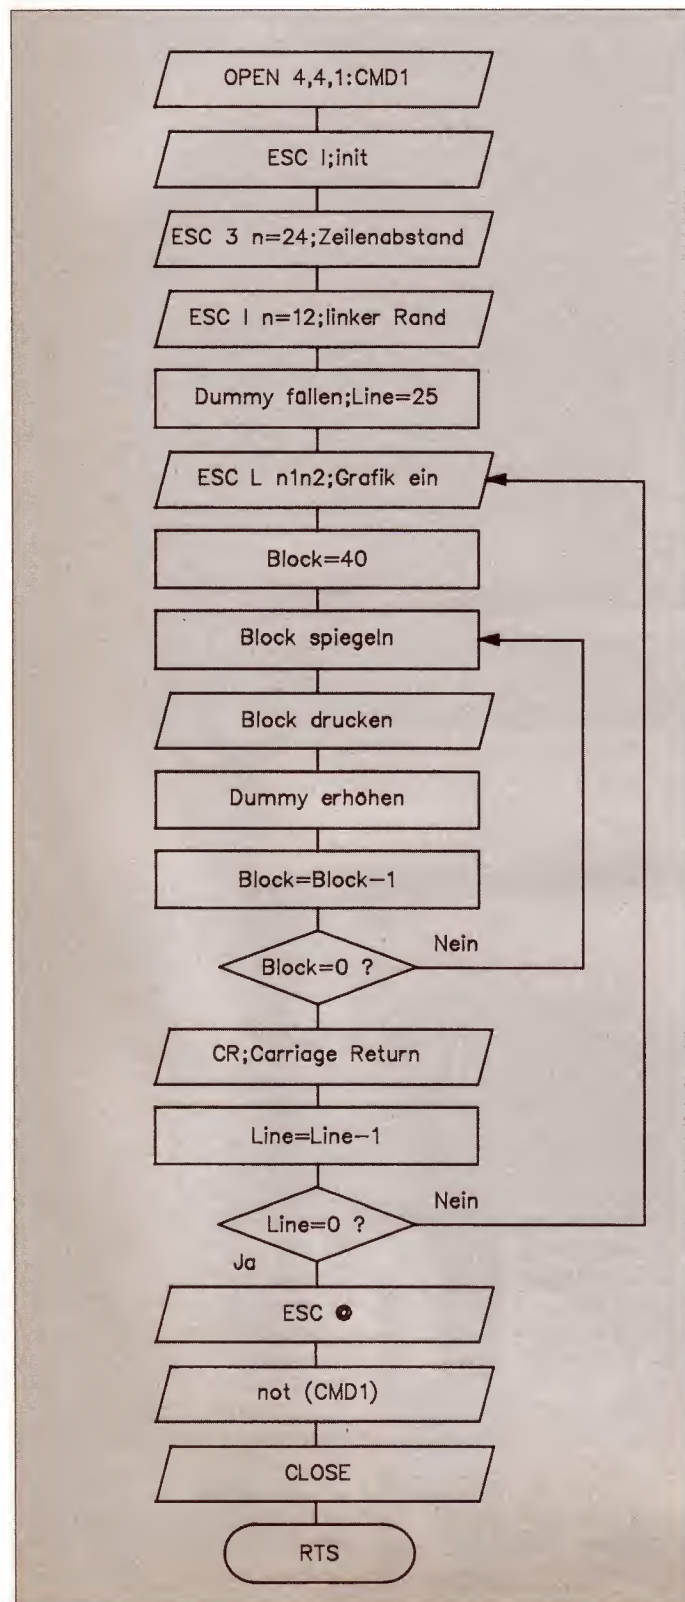 OPEN 4,4,1:CMD1
ESC I;init
ESC 3 n=24;Zeilenabstand
ESC l n=12;linker Rand
Dummy fallen;Line=25
ESC L n1n2;Grafik ein
Block=40
Block spiegeln
Block drucken
Dummy erhöhen
Block=Block-1
Nein
Block=0 ?
CR;Carriage Return
Line=Line-1
Nein
Line=0 ?
Ja
ESC @
not (CMD1)
CLOSE
RTS